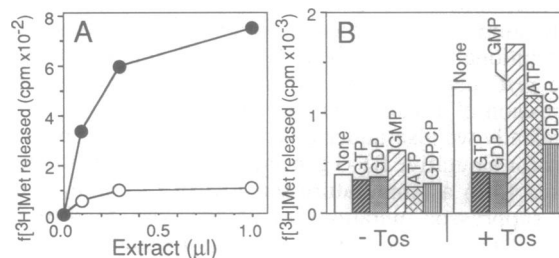 A
f[³H]Met released (cpm x10⁻²)
8
6
4
2
0
0.0
0.5
1.0
Extract (µl)
B
f[³H]Met released (cpm x10⁻³)
2
1
0
None
GTP
GDP
GMP
ATP
GDPCP
None
GTP
GDP
GMP
ATP
GDPCP
- Tos
+ Tos